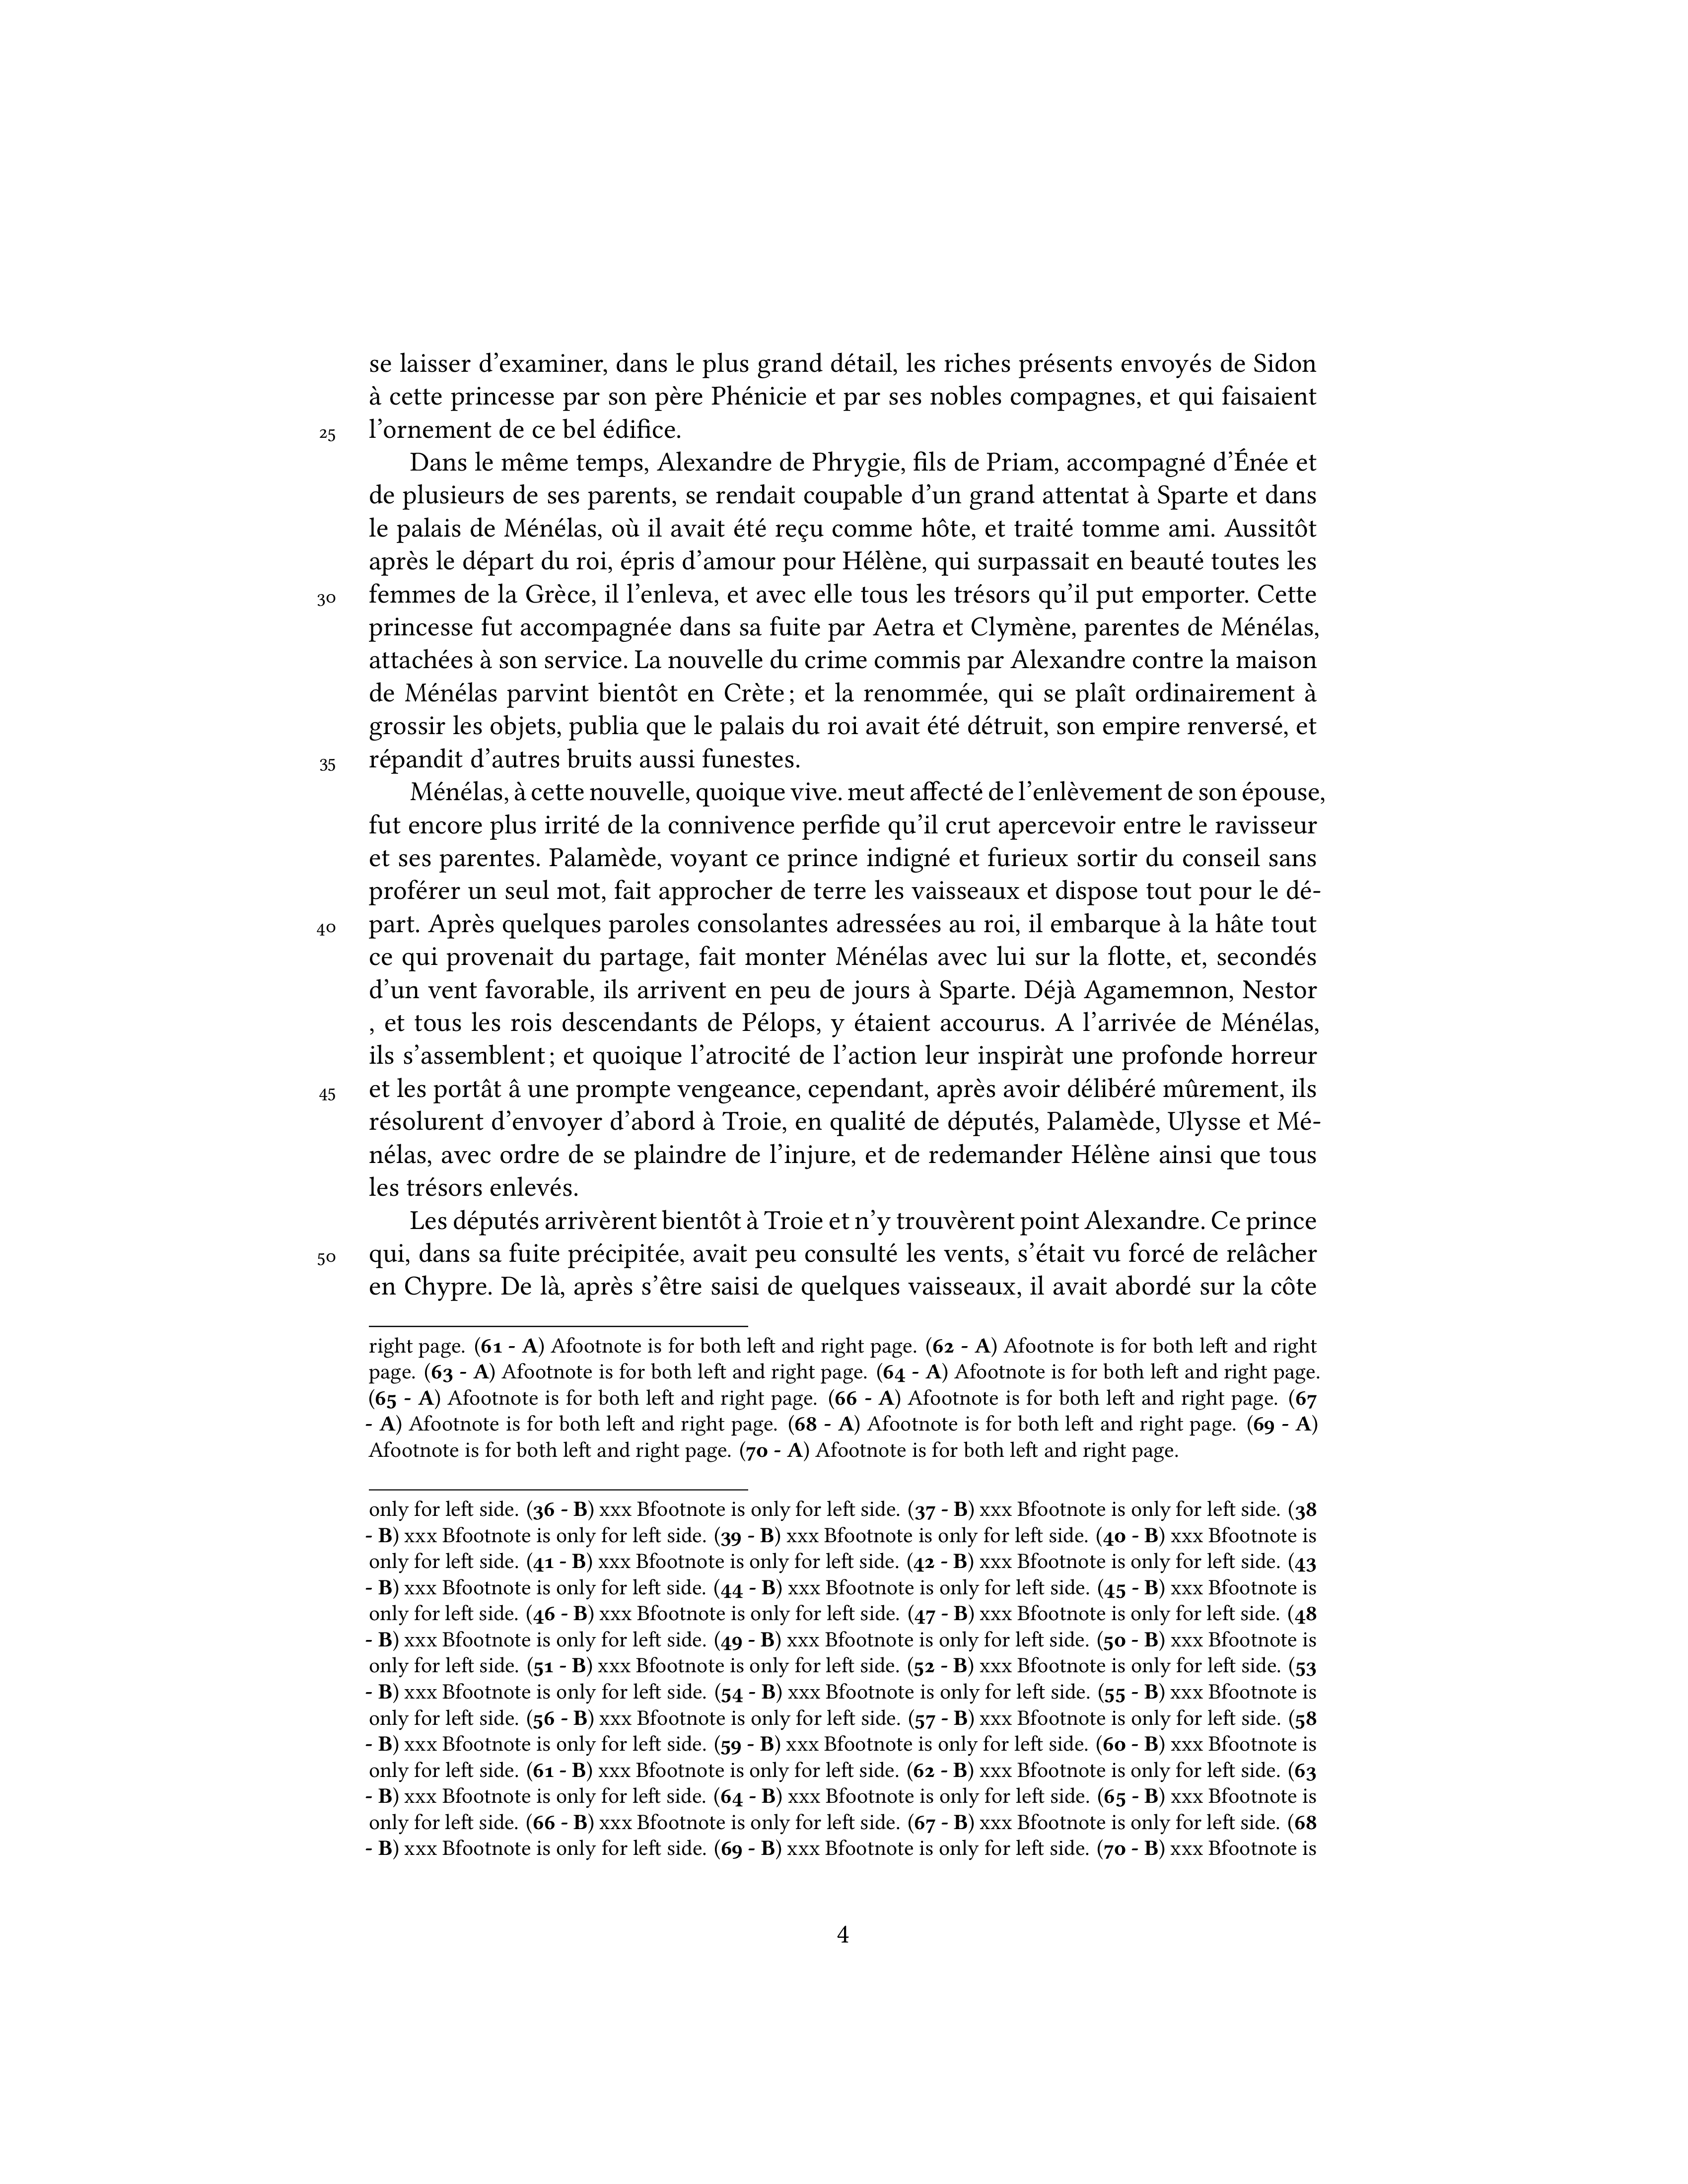 se laisser d’examiner, dans le plus grand détail, les riches présents envoyés de Sidon
à cette princesse par son père Phénicie et par ses nobles compagnes, et qui faisaient
25 l’ornement de ce bel édifice.
Dans le même temps, Alexandre de Phrygie, fils de Priam, accompagné d’Énée et
de plusieurs de ses parents, se rendait coupable d’un grand attentat à Sparte et dans
le palais de Ménélas, où il avait été reçu comme hôte, et traité tomme ami. Aussitôt
après le départ du roi, épris d’amour pour Hélène, qui surpassait en beauté toutes les
30 femmes de la Grèce, il l’enleva, et avec elle tous les trésors qu’il put emporter. Cette
princesse fut accompagnée dans sa fuite par Aetra et Clymène, parentes de Ménélas,
attachées à son service. La nouvelle du crime commis par Alexandre contre la maison
de Ménélas parvint bientôt en Crète ; et la renommée, qui se plaît ordinairement à
grossir les objets, publia que le palais du roi avait été détruit, son empire renversé, et
35 répandit d’autres bruits aussi funestes.
Ménélas, à cette nouvelle, quoique vive. meut affecté de l’enlèvement de son épouse,
fut encore plus irrité de la connivence perfide qu’il crut apercevoir entre le ravisseur
et ses parentes. Palamède, voyant ce prince indigné et furieux sortir du conseil sans
proférer un seul mot, fait approcher de terre les vaisseaux et dispose tout pour le dé-
40 part. Après quelques paroles consolantes adressées au roi, il embarque à la hâte tout
ce qui provenait du partage, fait monter Ménélas avec lui sur la flotte, et, secondés
d’un vent favorable, ils arrivent en peu de jours à Sparte. Déjà Agamemnon, Nestor
, et tous les rois descendants de Pélops, y étaient accourus. A l’arrivée de Ménélas,
ils s’assemblent ; et quoique l’atrocité de l’action leur inspiràt une profonde horreur
45 et les portât â une prompte vengeance, cependant, après avoir délibéré mûrement, ils
résolurent d’envoyer d’abord à Troie, en qualité de députés, Palamède, Ulysse et Mé-
nélas, avec ordre de se plaindre de l’injure, et de redemander Hélène ainsi que tous
les trésors enlevés.
Les députés arrivèrent bientôt à Troie et n’y trouvèrent point Alexandre. Ce prince
50 qui, dans sa fuite précipitée, avait peu consulté les vents, s’était vu forcé de relâcher
en Chypre. De là, après s’être saisi de quelques vaisseaux, il avait abordé sur la côte
right page. (61 - A) Afootnote is for both left and right page. (62 - A) Afootnote is for both left and right
page. (63 - A) Afootnote is for both left and right page. (64 - A) Afootnote is for both left and right page.
(65 - A) Afootnote is for both left and right page. (66 - A) Afootnote is for both left and right page. (67
- A) Afootnote is for both left and right page. (68 - A) Afootnote is for both left and right page. (69 - A)
Afootnote is for both left and right page. (70 - A) Afootnote is for both left and right page.
only for left side. (36 - B) xxx Bfootnote is only for left side. (37 - B) xxx Bfootnote is only for left side. (38
- B) xxx Bfootnote is only for left side. (39 - B) xxx Bfootnote is only for left side. (40 - B) xxx Bfootnote is
only for left side. (41 - B) xxx Bfootnote is only for left side. (42 - B) xxx Bfootnote is only for left side. (43
- B) xxx Bfootnote is only for left side. (44 - B) xxx Bfootnote is only for left side. (45 - B) xxx Bfootnote is
only for left side. (46 - B) xxx Bfootnote is only for left side. (47 - B) xxx Bfootnote is only for left side. (48
- B) xxx Bfootnote is only for left side. (49 - B) xxx Bfootnote is only for left side. (50 - B) xxx Bfootnote is
only for left side. (51 - B) xxx Bfootnote is only for left side. (52 - B) xxx Bfootnote is only for left side. (53
- B) xxx Bfootnote is only for left side. (54 - B) xxx Bfootnote is only for left side. (55 - B) xxx Bfootnote is
only for left side. (56 - B) xxx Bfootnote is only for left side. (57 - B) xxx Bfootnote is only for left side. (58
- B) xxx Bfootnote is only for left side. (59 - B) xxx Bfootnote is only for left side. (60 - B) xxx Bfootnote is
only for left side. (61 - B) xxx Bfootnote is only for left side. (62 - B) xxx Bfootnote is only for left side. (63
- B) xxx Bfootnote is only for left side. (64 - B) xxx Bfootnote is only for left side. (65 - B) xxx Bfootnote is
only for left side. (66 - B) xxx Bfootnote is only for left side. (67 - B) xxx Bfootnote is only for left side. (68
- B) xxx Bfootnote is only for left side. (69 - B) xxx Bfootnote is only for left side. (70 - B) xxx Bfootnote is
4